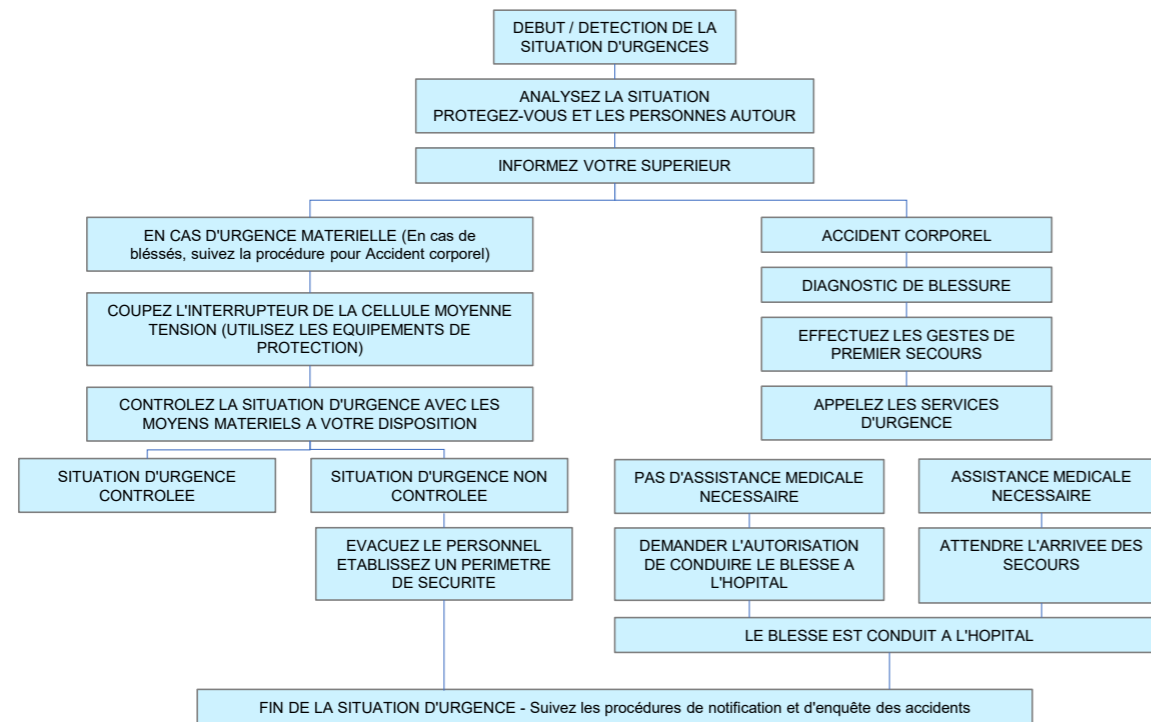 DEBUT / DETECTION DE LA
SITUATION D'URGENCES
ANALYSEZ LA SITUATION
PROTEGEZ-VOUS ET LES PERSONNES AUTOUR
INFORMEZ VOTRE SUPERIEUR
EN CAS D'URGENCE MATERIELLE (En cas de
bléssés, suivez la procédure pour Accident corporel)
COUPEZ L'INTERRUPTEUR DE LA CELLULE MOYENNE
TENSION (UTILISEZ LES EQUIPEMENTS DE
PROTECTION)
CONTROLEZ LA SITUATION D'URGENCE AVEC LES
MOYENS MATERIELS A VOTRE DISPOSITION
SITUATION D'URGENCE
CONTROLEE
SITUATION D'URGENCE NON
CONTROLEE
EVACUEZ LE PERSONNEL
ETABLISSEZ UN PERIMETRE
DE SECURITE
ACCIDENT CORPOREL
DIAGNOSTIC DE BLESSURE
EFFECTUEZ LES GESTES DE
PREMIER SECOURS
APPELEZ LES SERVICES
D'URGENCE
PAS D'ASSISTANCE MEDICALE
NECESSAIRE
DEMANDER L'AUTORISATION
DE CONDUIRE LE BLESSE A
L'HOPITAL
ASSISTANCE MEDICALE
NECESSAIRE
ATTENDRE L'ARRIVEE DES
SECOURS
LE BLESSE EST CONDUIT A L'HOPITAL
FIN DE LA SITUATION D'URGENCE - Suivez les procédures de notification et d'enquête des accidents